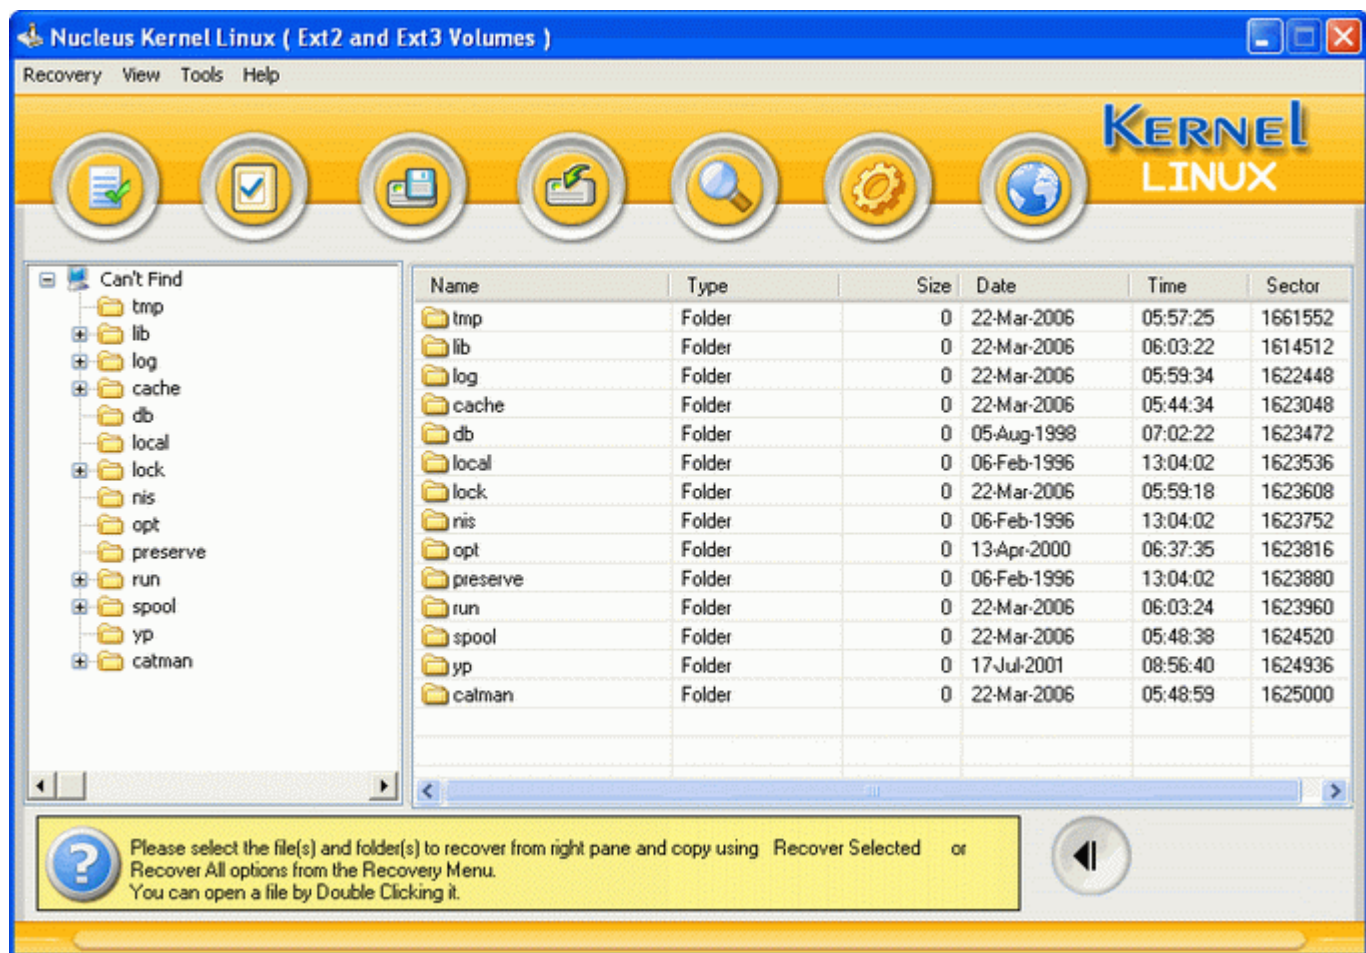 Nucleus Kernel Linux ( Ext2 and Ext3 Volumes )
Recovery View Tools Help
KERNEl
LINUX
Can't Find
tmp
lib
log
cache
db
local
lock
nis
opt
preserve
run
spool
yp
catman
Name Type Size Date Time Sector
tmp Folder 0 22-Mar-2006 05:57:25 1661552
lib Folder 0 22-Mar-2006 06:03:22 1614512
log Folder 0 22-Mar-2006 05:59:34 1622448
cache Folder 0 22-Mar-2006 05:44:34 1623048
db Folder 0 05-Aug-1998 07:02:22 1623472
local Folder 0 06-Feb-1996 13:04:02 1623536
lock Folder 0 22-Mar-2006 05:59:18 1623608
nis Folder 0 06-Feb-1996 13:04:02 1623752
opt Folder 0 13-Apr-2000 06:37:35 1623816
preserve Folder 0 06-Feb-1996 13:04:02 1623880
run Folder 0 22-Mar-2006 06:03:24 1623960
spool Folder 0 22-Mar-2006 05:48:38 1624520
yp Folder 0 17-Jul-2001 08:56:40 1624936
catman Folder 0 22-Mar-2006 05:48:59 1625000
Please select the file(s) and folder(s) to recover from right pane and copy using Recover Selected or
Recover All options from the Recovery Menu.
You can open a file by Double Clicking it.